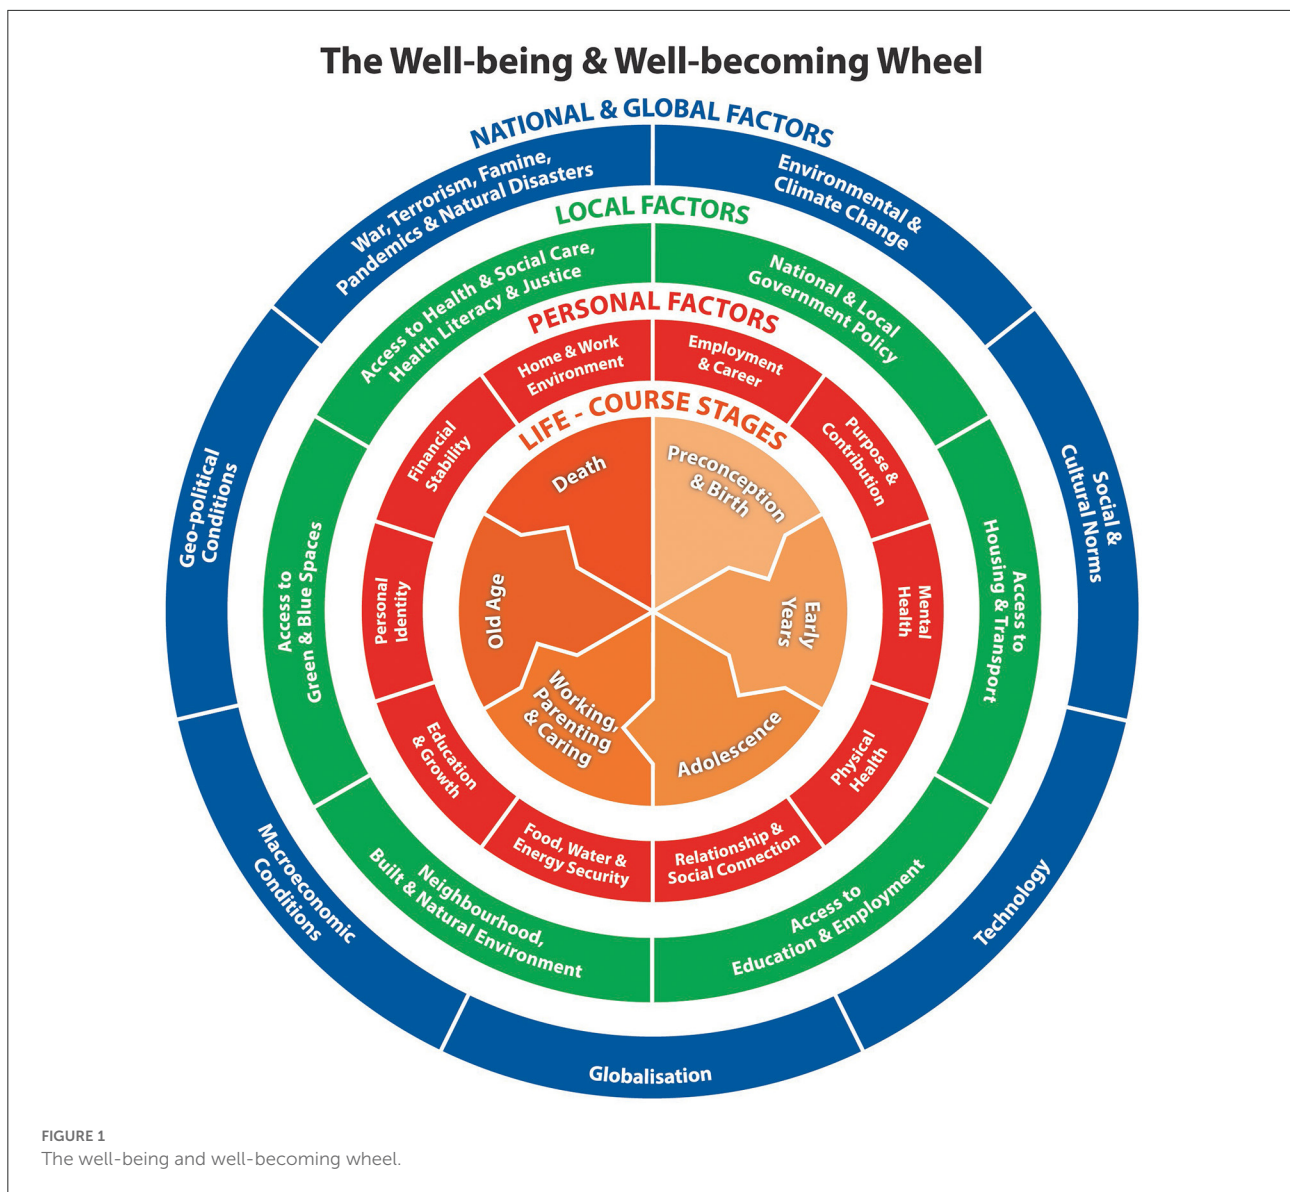 The Well-being & Well-becoming Wheel
NATIONAL & GLOBAL FACTORS
War, Terrorism, Famine,
Pandemics & Natural Disasters
Environmental &
Climate Change
Social &
Cultural Norms
Technology
Globalisation
Macroeconomic
Conditions
Geo-political
Conditions
LOCAL FACTORS
Access to Health & Social Care,
Health Literacy & Justice
National & Local
Government Policy
Access to
Housing & Transport
Access to
Education & Employment
Neighbourhood,
Built & Natural Environment
Access to
Green & Blue Spaces
PERSONAL FACTORS
Home & Work
Environment
Employment
& Career
Purpose &
Contribution
Mental
Health
Physical
Health
Relationship &
Social Connection
Food, Water &
Energy Security
Education
& Growth
Personal
Identity
Financial
Stability
LIFE - COURSE STAGES
Death
Preconception
& Birth
Early
Years
Adolescence
Working,
Parenting
& Caring
Old Age
FIGURE 1
The well-being and well-becoming wheel.